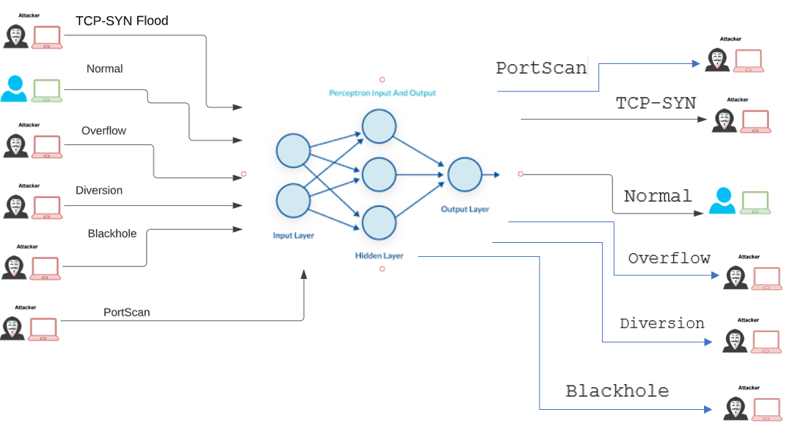 Attacker
TCP-SYN Flood
Normal
Attacker
Overflow
Attacker
Diversion
Attacker
Blackhole
Attacker
PortScan
Perceptron Input And Output
Input Layer
Hidden Layer
Output Layer
PortScan
Attacker
TCP-SYN
Attacker
Normal
Overflow
Attacker
Diversion
Attacker
Blackhole
Attacker